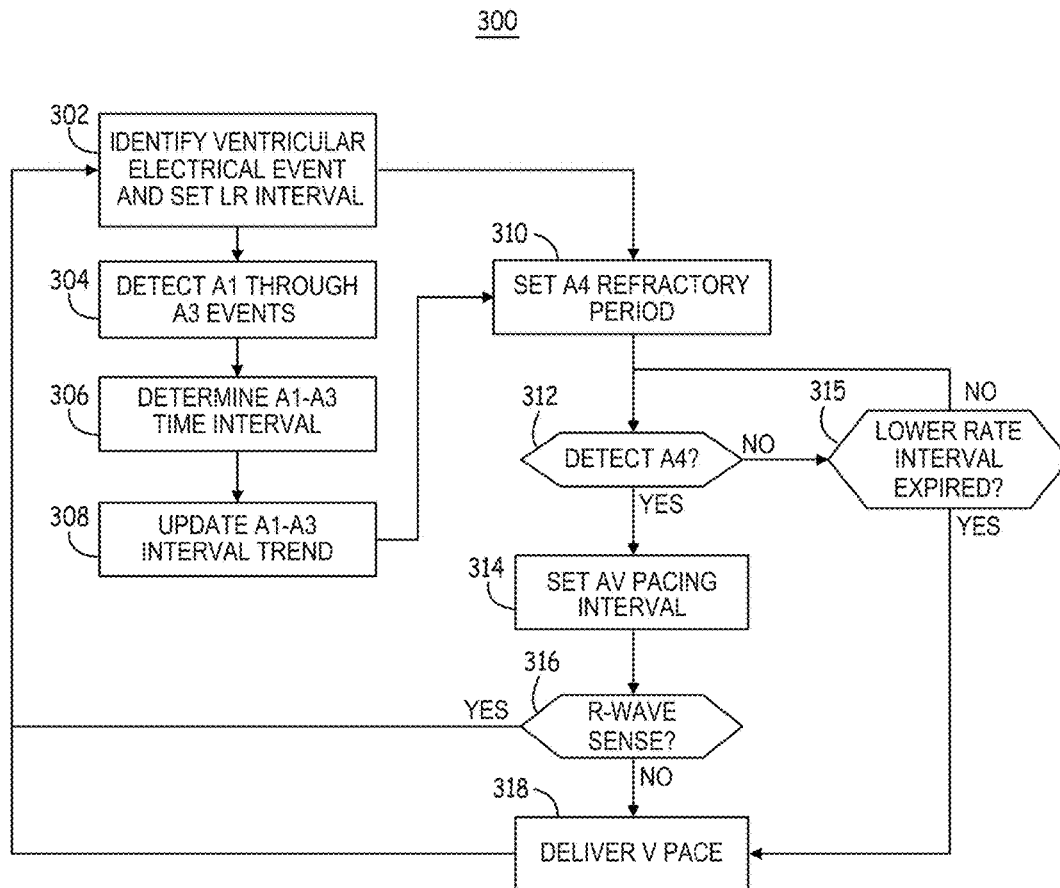 300
302
IDENTIFY VENTRICULAR
ELECTRICAL EVENT
AND SET LR INTERVAL
304
DETECT A1 THROUGH
A3 EVENTS
306
DETERMINE A1-A3
TIME INTERVAL
308
UPDATE A1-A3
INTERVAL TREND
310
SET A4 REFRACTORY
PERIOD
312
DETECT A4?
NO
YES
315
NO
LOWER RATE
INTERVAL
EXPIRED?
YES
314
SET AV PACING
INTERVAL
316
YES
R-WAVE
SENSE?
NO
318
DELIVER V PACE